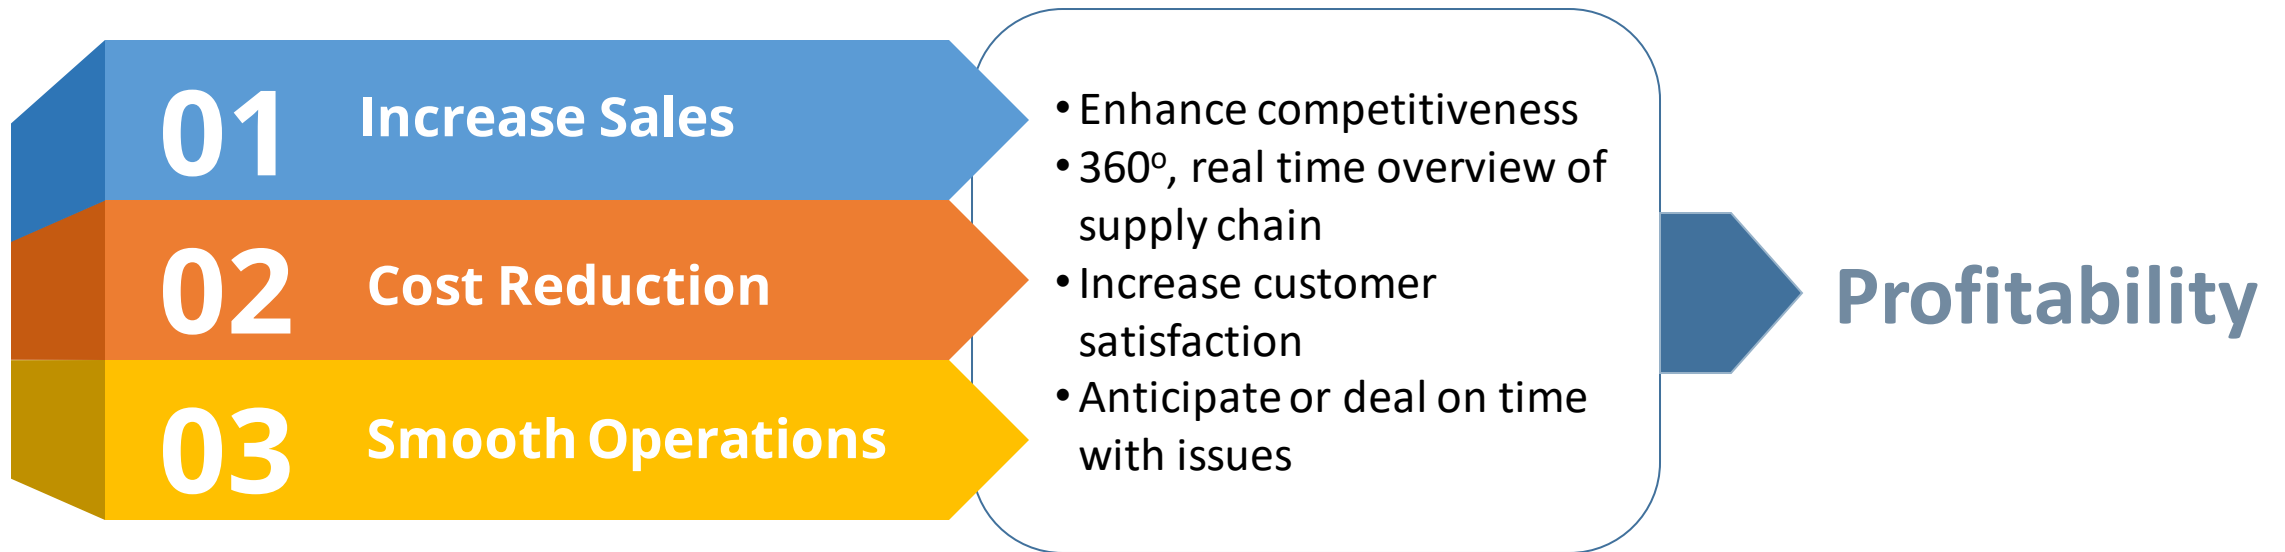 01 Increase Sales
02 Cost Reduction
03 Smooth Operations
• Enhance competitiveness
• 360º, real time overview of
supply chain
• Increase customer
satisfaction
• Anticipate or deal on time
with issues
Profitability